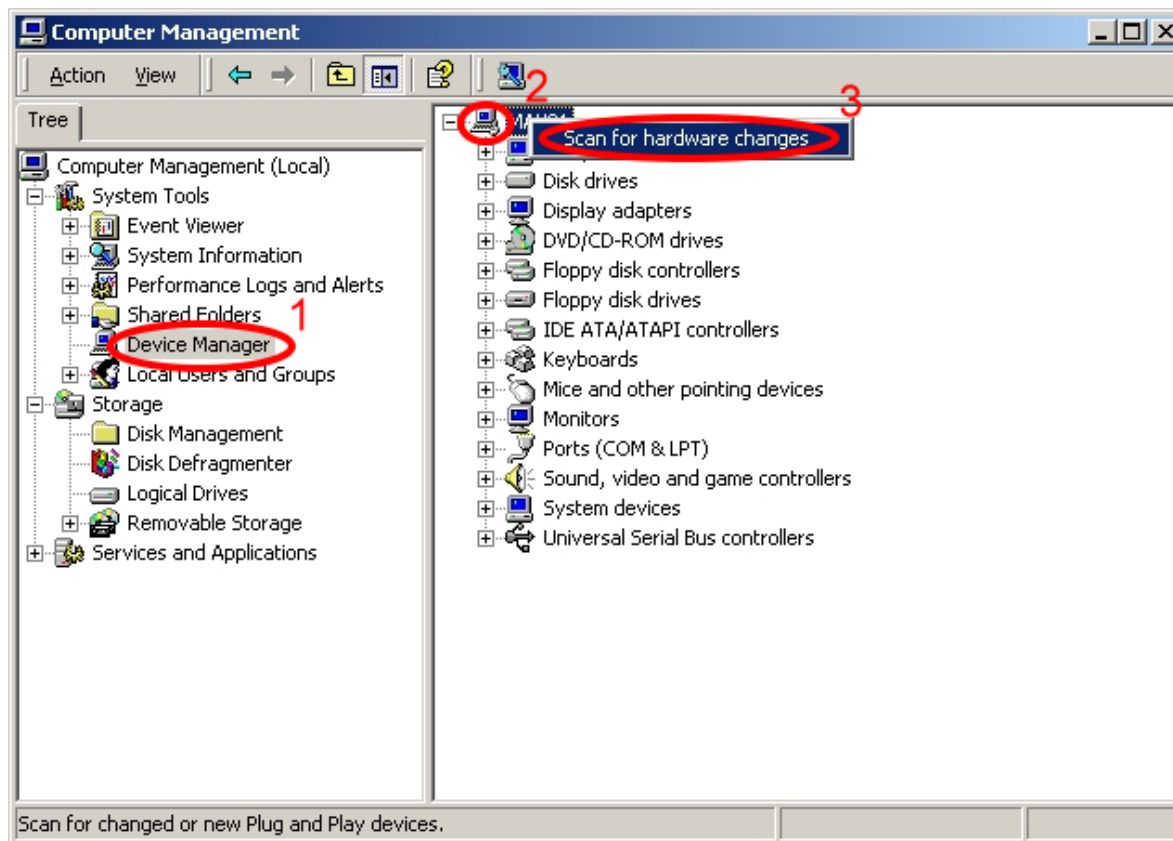 Computer Management
Action View
2
3
Tree
Scan for hardware changes
Computer Management (Local)
System Tools
Disk drives
Event Viewer
Display adapters
System Information
DVD/CD-ROM drives
Performance Logs and Alerts
Floppy disk controllers
Shared Folders
1
Floppy disk drives
Device Manager
IDE ATA/ATAPI controllers
Local Users and Groups
Keyboards
Storage
Mice and other pointing devices
Disk Management
Monitors
Disk Defragmenter
Ports (COM & LPT)
Logical Drives
Sound, video and game controllers
Removable Storage
System devices
Services and Applications
Universal Serial Bus controllers
Scan for changed or new Plug and Play devices.